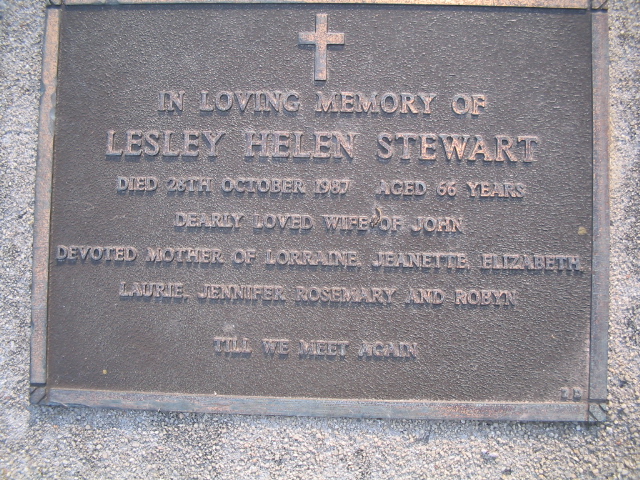 IN LOVING MEMORY OF
LESLEY HELEN STEWART
DIED 28TH OCTOBER 1987 AGED 66 YEARS
DEARLY LOVED WIFE OF JOHN
DEVOTED MOTHER OF LORRAINE, JEANETTE, ELIZABETH,
LAURIE, JENNIFER, ROSEMARY AND ROBYN
TILL WE MEET AGAIN